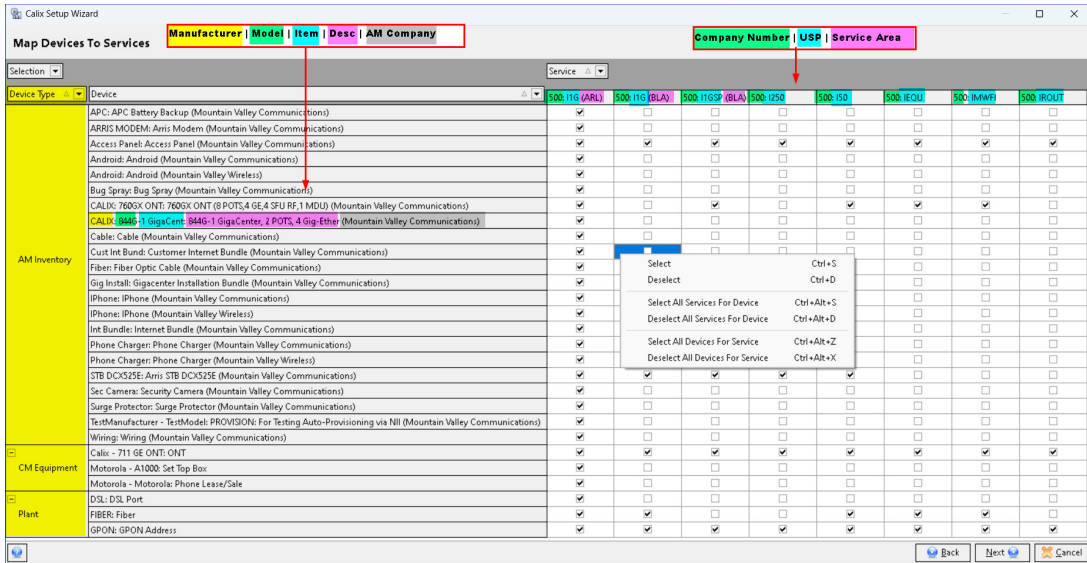 Calix Setup Wizard
Map Devices To Services
Manufacturer | Model | Item | Desc | AM Company
Company Number | USP | Service Area
Selection
Service
Device Type
Device
500: I1G (ARL)
500: I1G (BLA)
500: I1GSP (BLA)
500: I250
500: I50
500: IEQU
500: IMWFI
500: IROUT
APC: APC Battery Backup (Mountain Valley Communications)
ARRIS MODEM: Arris Modem (Mountain Valley Communications)
Access Panel: Access Panel (Mountain Valley Communications)
Android: Android (Mountain Valley Communications)
Android: Android (Mountain Valley Wireless)
Bug Spray: Bug Spray (Mountain Valley Communications)
CALIX: 760GX ONT: 760GX ONT (8 POTS,4 GE,4 SFU RF,1 MDU) (Mountain Valley Communications)
CALIX: 844G-1 GigaCent: 844G-1 GigaCenter, 2 POTS, 4 Gig-Ether (Mountain Valley Communications)
Cable: Cable (Mountain Valley Communications)
AM Inventory
Cust Int Bund: Customer Internet Bundle (Mountain Valley Communications)
Fiber: Fiber Optic Cable (Mountain Valley Communications)
Gig Install: Gigacenter Installation Bundle (Mountain Valley Communications)
IPhone: IPhone (Mountain Valley Communications)
IPhone: IPhone (Mountain Valley Wireless)
Int Bundle: Internet Bundle (Mountain Valley Communications)
Phone Charger: Phone Charger (Mountain Valley Communications)
Phone Charger: Phone Charger (Mountain Valley Wireless)
STB DCX525E: Arris STB DCX525E (Mountain Valley Communications)
Sec Camera: Security Camera (Mountain Valley Communications)
Surge Protector: Surge Protector (Mountain Valley Communications)
TestManufacturer - TestModel: PROVISION: For Testing Auto-Provisioning via NII (Mountain Valley Communications)
Wiring: Wiring (Mountain Valley Communications)
Select Ctrl+S
Deselect Ctrl+D
Select All Services For Device Ctrl+Alt+S
Deselect All Services For Device Ctrl+Alt+D
Select All Devices For Service Ctrl+Alt+Z
Deselect All Devices For Service Ctrl+Alt+X
Calix - 711 GE ONT: ONT
CM Equipment
Motorola - A1000: Set Top Box
Motorola - Motorola: Phone Lease/Sale
DSL: DSL Port
Plant
FIBER: Fiber
GPON: GPON Address
Back
Next
Cancel